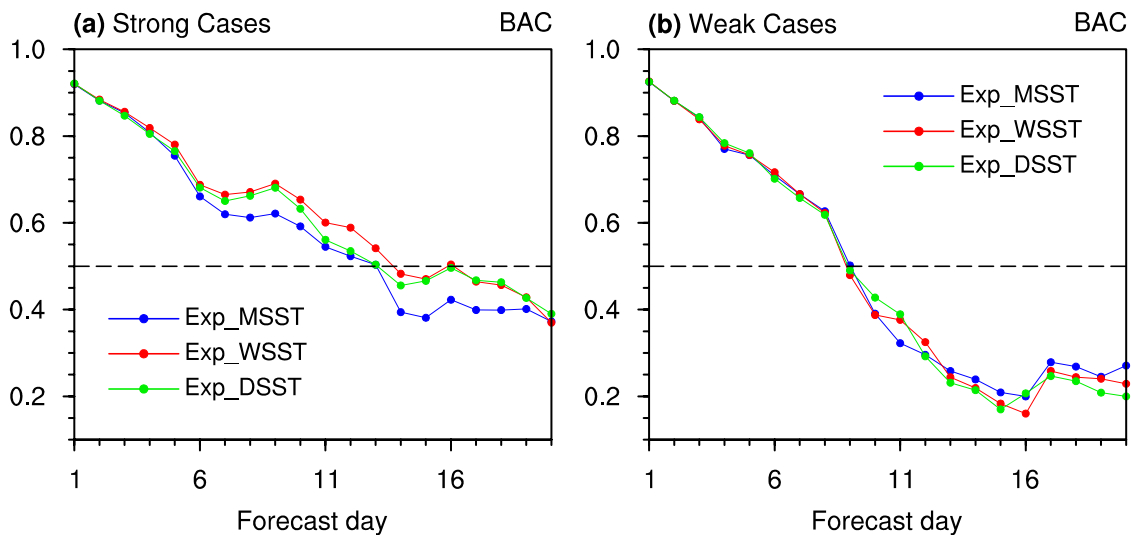 (a) Strong Cases BAC
1.0
0.8
0.6
0.4
0.2
Exp_MSST
Exp_WSST
Exp_DSST
1 6 11 16
Forecast day
(b) Weak Cases BAC
1.0
0.8
0.6
0.4
0.2
Exp_MSST
Exp_WSST
Exp_DSST
1 6 11 16
Forecast day